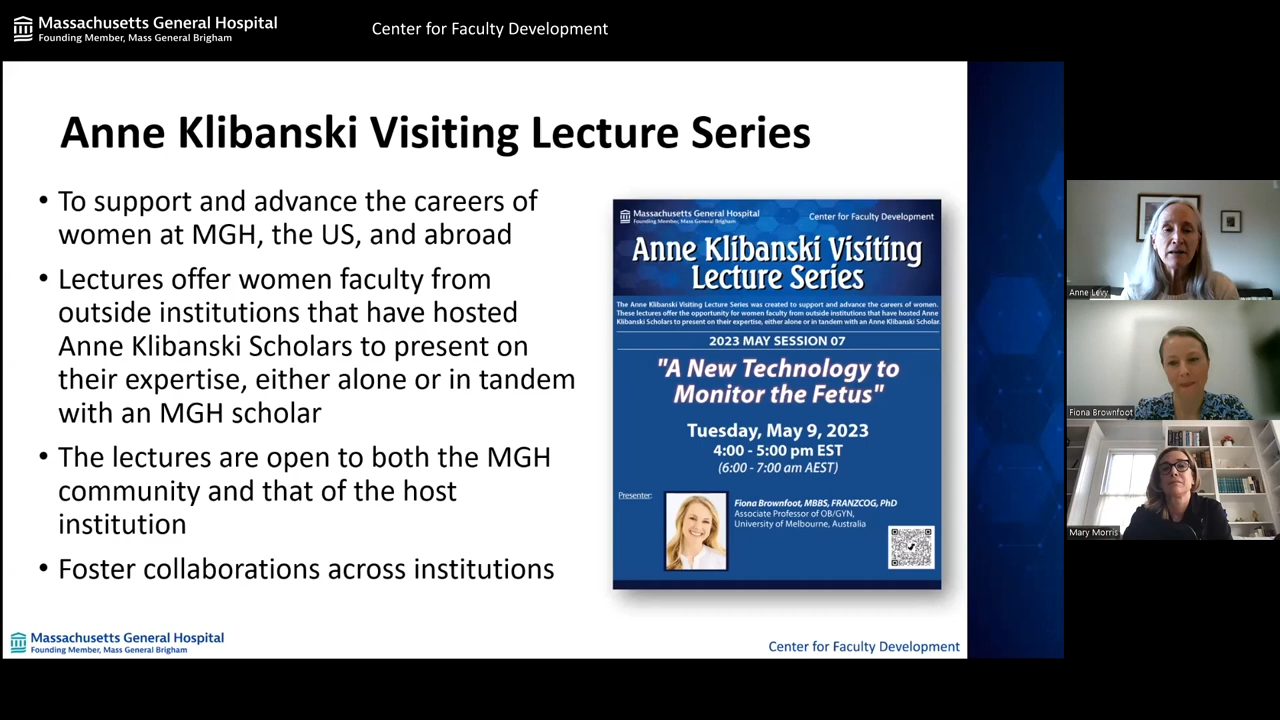 Massachusetts General Hospital
Founding Member, Mass General Brigham
Center for Faculty Development
Anne Klibanski Visiting Lecture Series
• To support and advance the careers of
women at MGH, the US, and abroad
• Lectures offer women faculty from
outside institutions that have hosted
Anne Klibanski Scholars to present on
their expertise, either alone or in tandem
with an MGH scholar
• The lectures are open to both the MGH
community and that of the host
institution
• Foster collaborations across institutions
Massachusetts General Hospital
Founding Member, Mass General Brigham
Center for Faculty Development
Anne Klibanski Visiting
Lecture Series
The Anne Klibanski Visiting Lecture Series was created to support and advance the careers of women.
These lectures offer the opportunity for women faculty from outside institutions that have hosted Anne
Klibanski Scholars to present on their expertise, either alone or in tandem with an Anne Klibanski Scholar.
2023 MAY SESSION 07
"A New Technology to
Monitor the Fetus"
Tuesday, May 9, 2023
4:00 - 5:00 pm EST
(6:00 - 7:00 am AEST)
Presenter:
Fiona Brownfoot, MBBS, FRANZCOG, PhD
Associate Professor of OB/GYN,
University of Melbourne, Australia
Massachusetts General Hospital
Founding Member, Mass General Brigham
Center for Faculty Development
Anne Levy
Fiona Brownfoot
Mary Morris